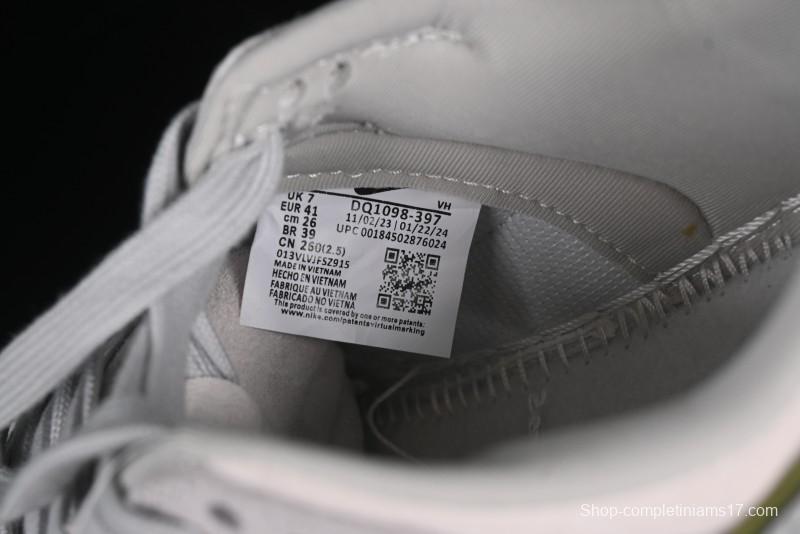 UK 7
EUR 41
cm 26
BR 39
CN 260(2.5)
VH
DQ1098-397
11/02/23 | 01/22/24
UPC 00184502876024
013VLVJFSZ915
MADE IN VIETNAM
HECHO EN VIETNAM
FABRIQUE AU VIETNAM
FABRICADO NO VIETNA
This product is covered by one or more patents:
www.nike.com/patentsvirtualmarking
Shop-completiniams17.com